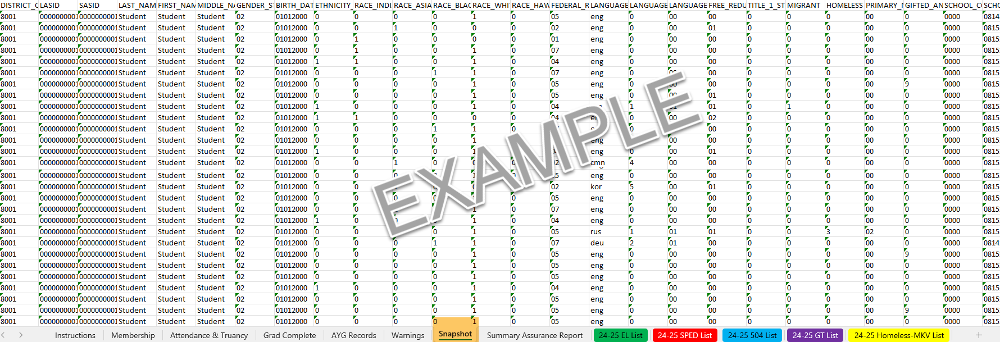 DISTRICT_C LASID SASID LAST_NAM FIRST_NAM MIDDLE_NA GENDER_ST BIRTH_DAT ETHNICITY_ RACE_INDI RACE_ASIA RACE_BLAC RACE_WHIT RACE_HAW FEDERAL_R LANGUAGE LANGUAGE LANGUAGE FREE_REDU TITLE_1_ST MIGRANT HOMELESS PRIMARY_N GIFTED_AN SCHOOL_CO SCHO
8001 0000000001 0000000001 Student Student Student 02 01012000 0 0 0 0 1 0 05 eng 0 00 00 0 0 0 00 0 0000 0814
8001 0000000001 0000000001 Student Student Student 02 01012000 0 0 1 0 0 0 02 eng 0 00 01 0 0 0 00 0 0000 0815
8001 0000000001 0000000001 Student Student Student 02 01012000 0 1 0 0 0 0 01 eng 0 00 00 0 0 0 00 0 0000 0815
8001 0000000001 0000000001 Student Student Student 02 01012000 0 1 0 0 1 0 07 eng 0 00 00 0 0 0 00 0 0000 0815
8001 0000000001 0000000001 Student Student Student 02 01012000 1 1 0 0 1 0 04 eng 0 00 00 0 0 0 00 0 0000 0815
8001 0000000001 0000000001 Student Student Student 02 01012000 0 0 0 1 1 0 07 eng 0 00 00 0 0 0 00 0 0000 0815
8001 0000000001 0000000001 Student Student Student 02 01012000 0 0 0 0 1 0 05 eng 0 00 00 0 0 0 00 9 0000 0815
8001 0000000001 0000000001 Student Student Student 02 01012000 0 0 0 0 1 0 05 eng 0 00 01 0 0 0 00 0 0000 0815
8001 0000000001 0000000001 Student Student Student 02 01012000 1 0 0 0 1 0 04 1 01 01 0 1 0 00 0 0000 0815
8001 0000000001 0000000001 Student Student Student 02 01012000 1 1 0 0 0 0 04 0 00 02 0 0 0 00 0 0000 0815
8001 0000000001 0000000001 Student Student Student 02 01012000 0 0 0 1 1 0 0 00 00 0 0 0 00 0 0000 0815
8001 0000000001 0000000001 Student Student Student 02 01012000 0 0 0 0 1 eng 00 00 0 0 0 00 0 0000 0815
8001 0000000001 0000000001 Student Student Student 02 01012000 1 0 0 0 1 04 eng 0 00 01 0 0 0 00 0 0000 0815
8001 0000000001 0000000001 Student Student Student 02 01012000 0 0 1 0 0 0 02 cmn 4 00 00 0 0 0 00 0 0000 0815
8001 0000000001 0000000001 Student Student Student 02 01012000 0 0 0 0 1 0 05 eng 0 00 00 0 0 0 00 0 0000 0815
8001 0000000001 0000000001 Student Student Student 02 01012000 0 0 0 0 02 kor 5 00 01 0 0 0 00 0 0000 0815
8001 0000000001 0000000001 Student Student Student 02 01012000 0 0 0 0 0 05 eng 0 00 00 0 0 0 00 0 0000 0815
8001 0000000001 0000000001 Student Student Student 02 01012000 0 0 1 0 07 eng 0 00 00 0 0 0 00 0 0000 0815
8001 0000000001 0000000001 Student Student Student 02 01012000 1 0 0 0 1 0 04 eng 0 00 00 0 0 0 00 0 0000 0815
8001 0000000001 0000000001 Student Student Student 02 01012000 0 0 0 0 1 0 05 rus 1 01 01 0 0 3 02 0 0000 0815
8001 0000000001 0000000001 Student Student Student 02 01012000 0 0 0 1 1 0 07 deu 2 01 00 0 0 0 00 0 0000 0814
8001 0000000001 0000000001 Student Student Student 02 01012000 0 0 0 0 1 0 05 eng 0 00 00 0 0 0 00 9 0000 0815
8001 0000000001 0000000001 Student Student Student 02 01012000 0 0 0 0 1 0 05 eng 0 00 00 0 0 0 00 0 0000 0815
8001 0000000001 0000000001 Student Student Student 02 01012000 0 0 0 0 1 0 05 eng 0 00 00 0 0 0 00 0 0000 0815
8001 0000000001 0000000001 Student Student Student 02 01012000 1 0 0 0 1 0 04 eng 0 00 00 0 0 0 00 0 0000 0815
8001 0000000001 0000000001 Student Student Student 02 01012000 0 0 0 0 1 0 05 eng 0 00 00 0 0 0 00 0 0000 0815
8001 0000000001 0000000001 Student Student Student 02 01012000 0 0 0 0 1 0 05 eng 0 00 00 0 0 0 00 9 0000 0815
8001 0000000001 0000000001 Student Student Student 02 01012000 0 0 0 0 1 0 05 eng 0 00 00 0 0 0 00 0 0000 0815
EXAMPLE
Instructions Membership Attendance & Truancy Grad Complete AYG Records Warnings Snapshot Summary Assurance Report 24-25 EL List 24-25 SPED List 24-25 504 List 24-25 GT List 24-25 Homeless-MKV List +